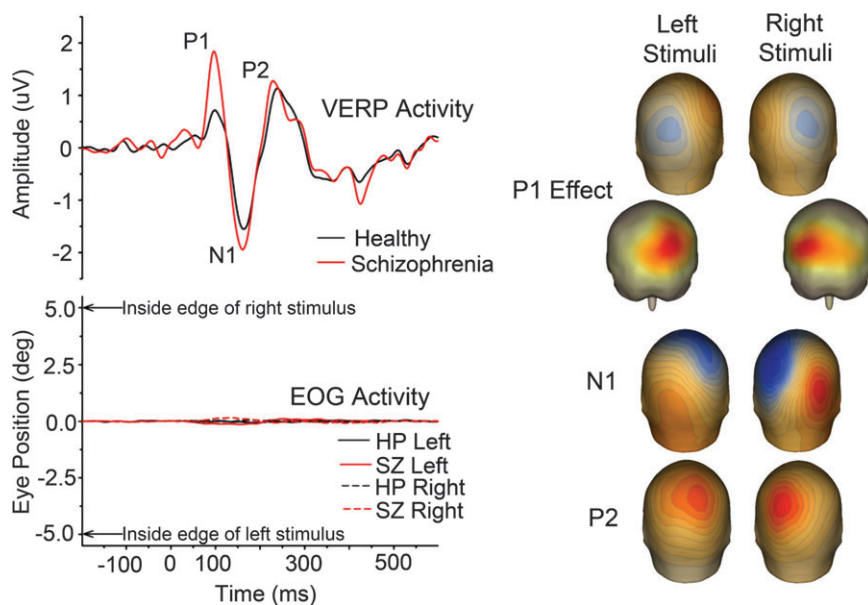 P1
P2
N1
VERP Activity
Healthy
Schizophrenia
Amplitude (uV)
2
1
0
-1
-2
Inside edge of right stimulus
EOG Activity
HP Left
SZ Left
HP Right
SZ Right
Inside edge of left stimulus
Eye Position (deg)
5.0
2.5
0.0
-2.5
-5.0
-100 0 100 300 500
Time (ms)
Left
Stimuli
Right
Stimuli
P1 Effect
N1
P2